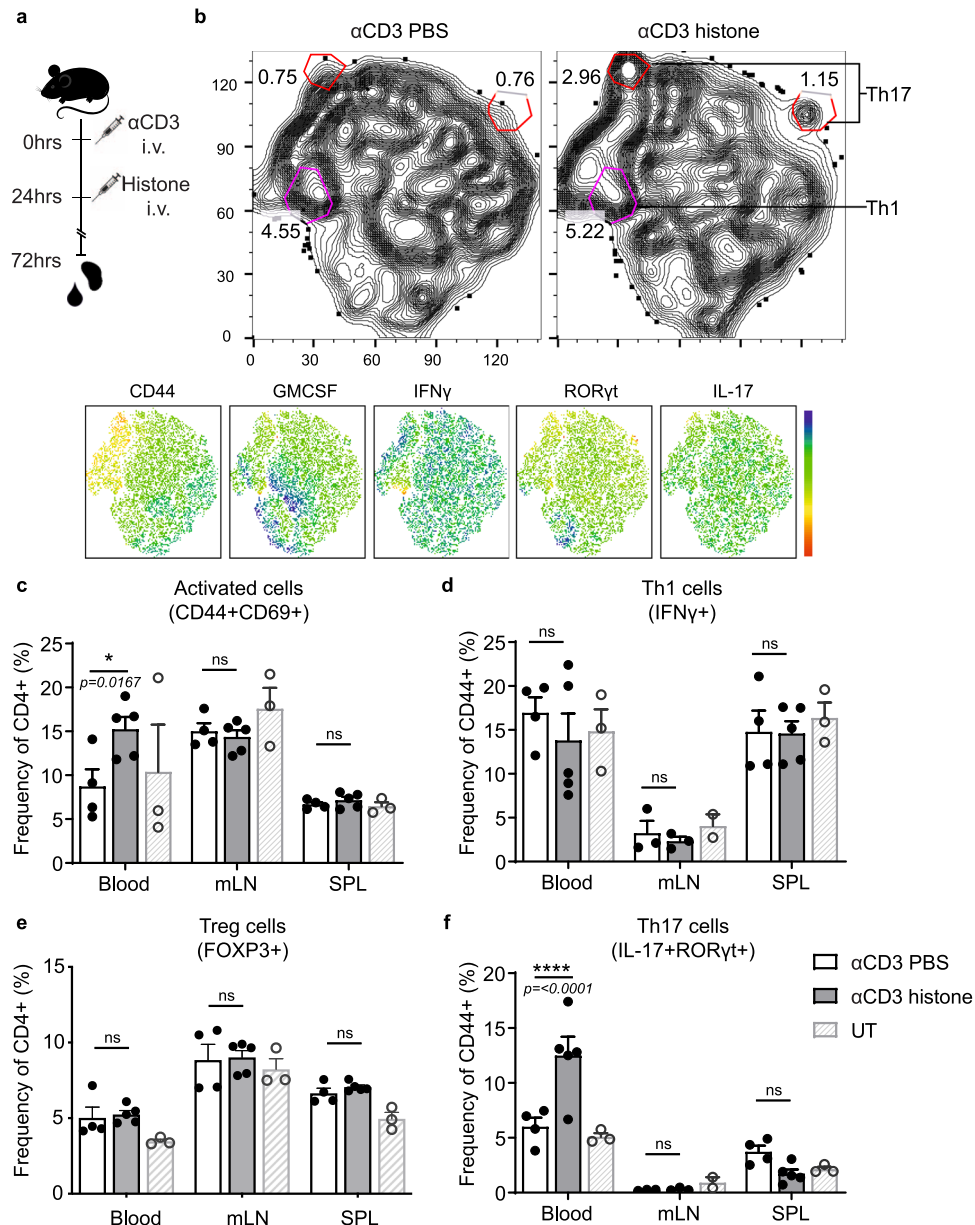 a
0hrs
αCD3
i.v.
24hrs
Histone
i.v.
72hrs
b
αCD3 PBS
αCD3 histone
0.75
0.76
4.55
2.96
1.15
5.22
Th17
Th1
120
90
60
30
0
0
30
60
90
120
CD44
GMCSF
IFNγ
RORγt
IL-17
c
Activated cells
(CD44+CD69+)
Frequency of CD4+ (%)
25
20
15
10
5
0
*
p=0.0167
ns
ns
Blood
mLN
SPL
d
Th1 cells
(IFNγ+)
Frequency of CD44+ (%)
25
20
15
10
5
0
ns
ns
ns
Blood
mLN
SPL
e
Treg cells
(FOXP3+)
Frequency of CD4+ (%)
15
10
5
0
ns
ns
ns
Blood
mLN
SPL
f
Th17 cells
(IL-17+RORγt+)
Frequency of CD44+ (%)
20
15
10
5
0
****
p=<0.0001
ns
ns
Blood
mLN
SPL
αCD3 PBS
αCD3 histone
UT